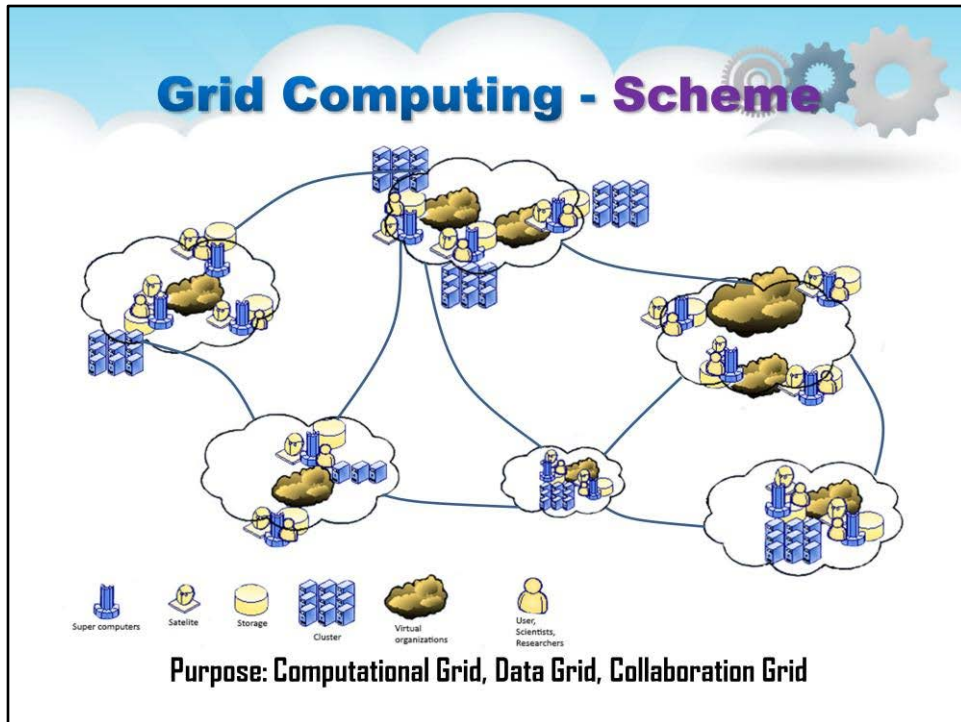 Grid Computing - Scheme
Super computers
Satelite
Storage
Cluster
Virtual
organizations
User,
Scientists,
Researchers
Purpose: Computational Grid, Data Grid, Collaboration Grid